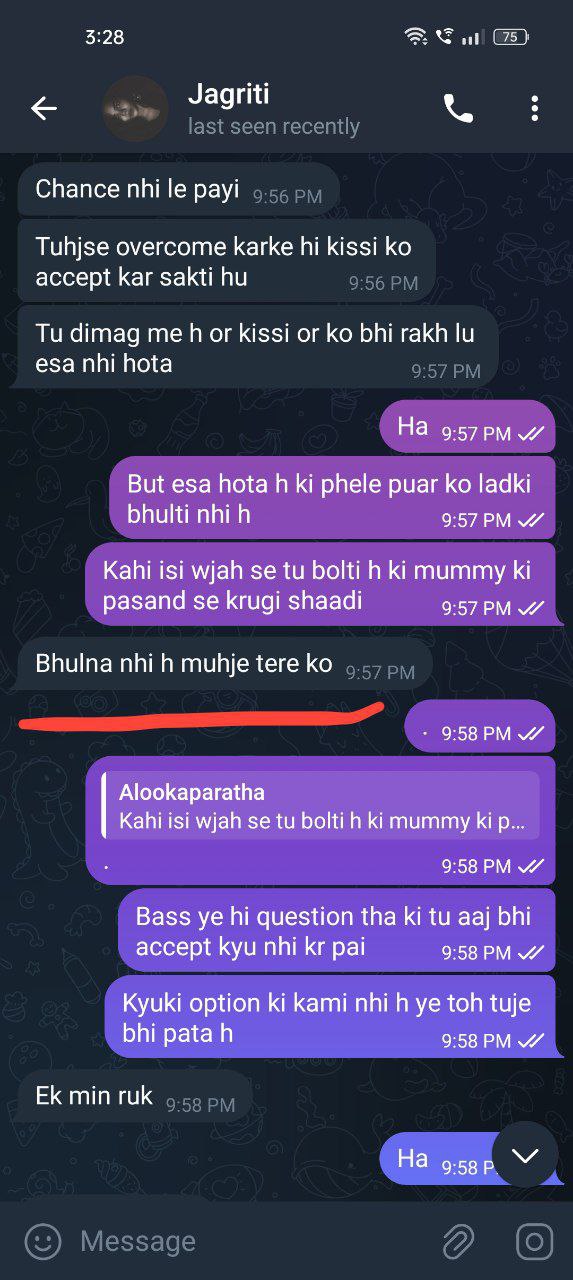 3:28
75
Jagriti
last seen recently
Chance nhi le payi 9:56 PM
Tuhjse overcome karke hi kissi ko
accept kar sakti hu 9:56 PM
Tu dimag me h or kissi or ko bhi rakh lu
esa nhi hota 9:57 PM
Ha 9:57 PM
But esa hota h ki phele puar ko ladki
bhulti nhi h 9:57 PM
Kahi isi wjah se tu bolti h ki mummy ki
pasand se krugi shaadi 9:57 PM
Bhulna nhi h muhje tere ko 9:57 PM
. 9:58 PM
Alookaparatha
Kahi isi wjah se tu bolti h ki mummy ki p...
. 9:58 PM
Bass ye hi question tha ki tu aaj bhi
accept kyu nhi kr pai 9:58 PM
Kyuki option ki kami nhi h ye toh tuje
bhi pata h 9:58 PM
Ek min ruk 9:58 PM
Ha 9:58 P
Message